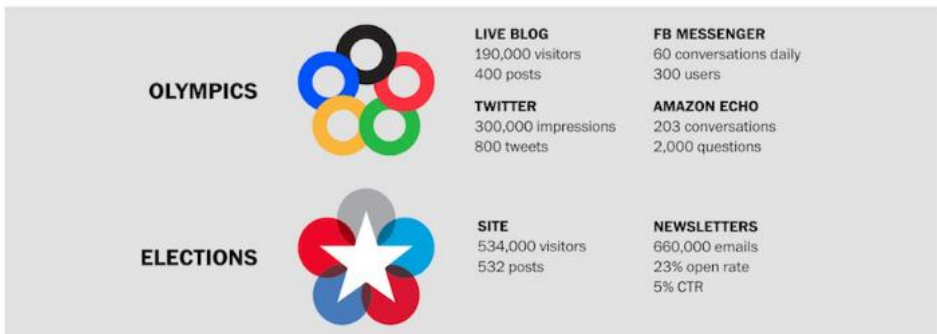 OLYMPICS
LIVE BLOG
190,000 visitors
400 posts
FB MESSENGER
60 conversations daily
300 users
TWITTER
300,000 impressions
800 tweets
AMAZON ECHO
203 conversations
2,000 questions
ELECTIONS
SITE
534,000 visitors
532 posts
NEWSLETTERS
660,000 emails
23% open rate
5% CTR